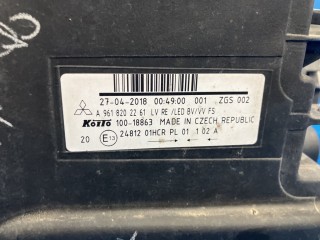 27-04-2018 00:49:00 001 ZGS 002
A 961 820 22 61 LV RE /LED BV/VV FS
Koito 100-18863 MADE IN CZECH REPUBLIC
20 E13 24812 01HCR PL 01 1 02 A